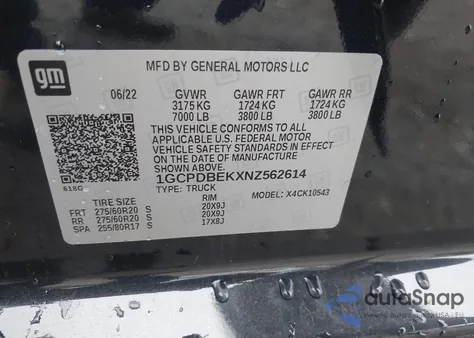 gm
MFD BY GENERAL MOTORS LLC
06/22 GVWR GAWR FRT GAWR RR
3175 KG 1724 KG 1724 KG
7000 LB 3800 LB 3800 LB
THIS VEHICLE CONFORMS TO ALL
APPLICABLE U.S. FEDERAL MOTOR
VEHICLE SAFETY STANDARDS IN
EFFECT ON THE DATE OF
MANUFACTURE SHOWN ABOVE.
1GCPDBEKXNZ562614
TYPE: TRUCK MODEL: X4CK10543
618G
TIRE SIZE RIM
FRT 275/60R20 S 20X9J
RR 275/60R20 S 20X9J
SPA 255/80R17 S 17X8J
autoSnap